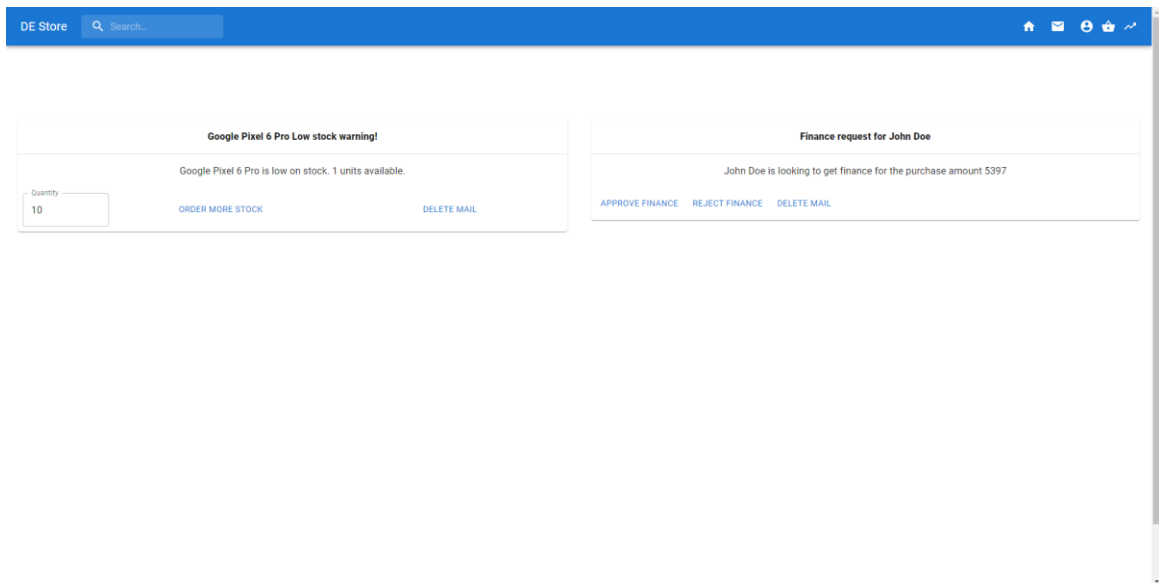 DE Store
Search...
Google Pixel 6 Pro Low stock warning!
Google Pixel 6 Pro is low on stock. 1 units available.
Quantity
10
ORDER MORE STOCK
DELETE MAIL
Finance request for John Doe
John Doe is looking to get finance for the purchase amount 5397
APPROVE FINANCE
REJECT FINANCE
DELETE MAIL